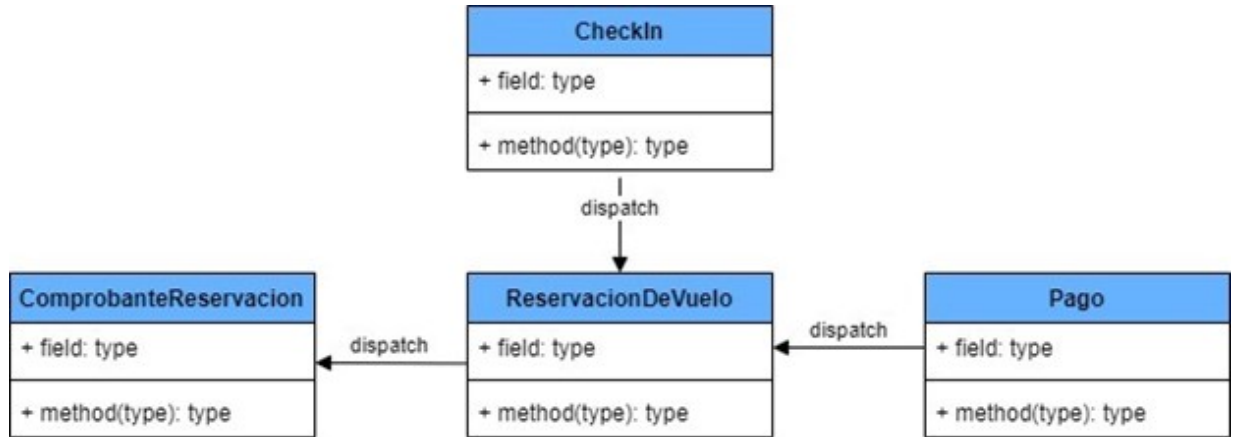 CheckIn
+ field: type
+ method(type): type
dispatch
ComprobanteReservacion
+ field: type
+ method(type): type
dispatch
ReservacionDeVuelo
+ field: type
+ method(type): type
dispatch
Pago
+ field: type
+ method(type): type